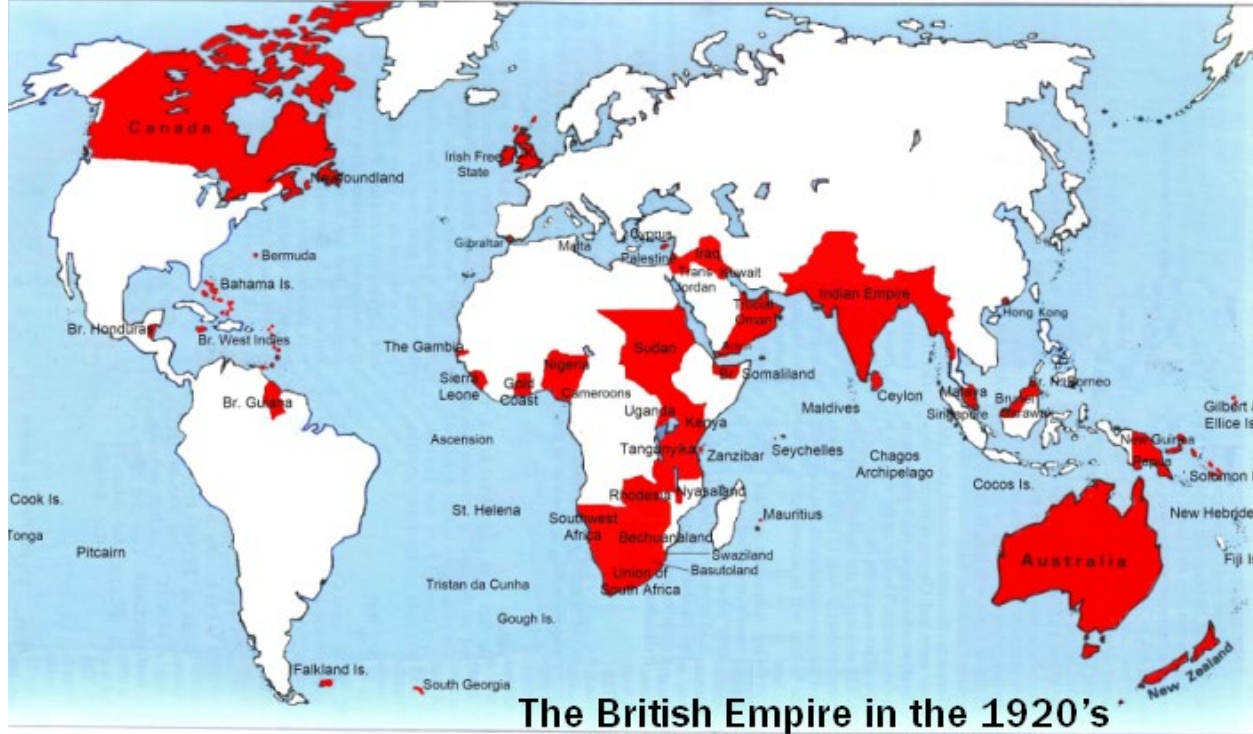 Canada
Newfoundland
Irish Free
State
Bermuda
Bahama Is.
Br. Honduras
Br. West Indies
Br. Guiana
Gibraltar
Malta
Cyprus
Palestine
Iraq
Trans
Jordan
Kuwait
Trucial
Oman
Aden
Indian Empire
Hong Kong
The Gambia
Sierra
Leone
Gold
Coast
Nigeria
Cameroons
Sudan
Br. Somaliland
Uganda
Kenya
Tanganyika
Zanzibar
Seychelles
Maldives
Ceylon
Chagos
Archipelago
Malaya
Singapore
Brunei
Sarawak
Br. N. Borneo
Cocos Is.
New Guinea
Papua
Gilbert
Ellice Is
Solomon
New Hebride
Fiji Is
Cook Is.
Tonga
Pitcairn
Ascension
St. Helena
Tristan da Cunha
Gough Is.
Falkland Is.
South Georgia
Rhodesia
Nyasaland
Southwest
Africa
Bechuanaland
Swaziland
Basutoland
Union of
South Africa
Mauritius
Australia
New Zealand
The British Empire in the 1920's